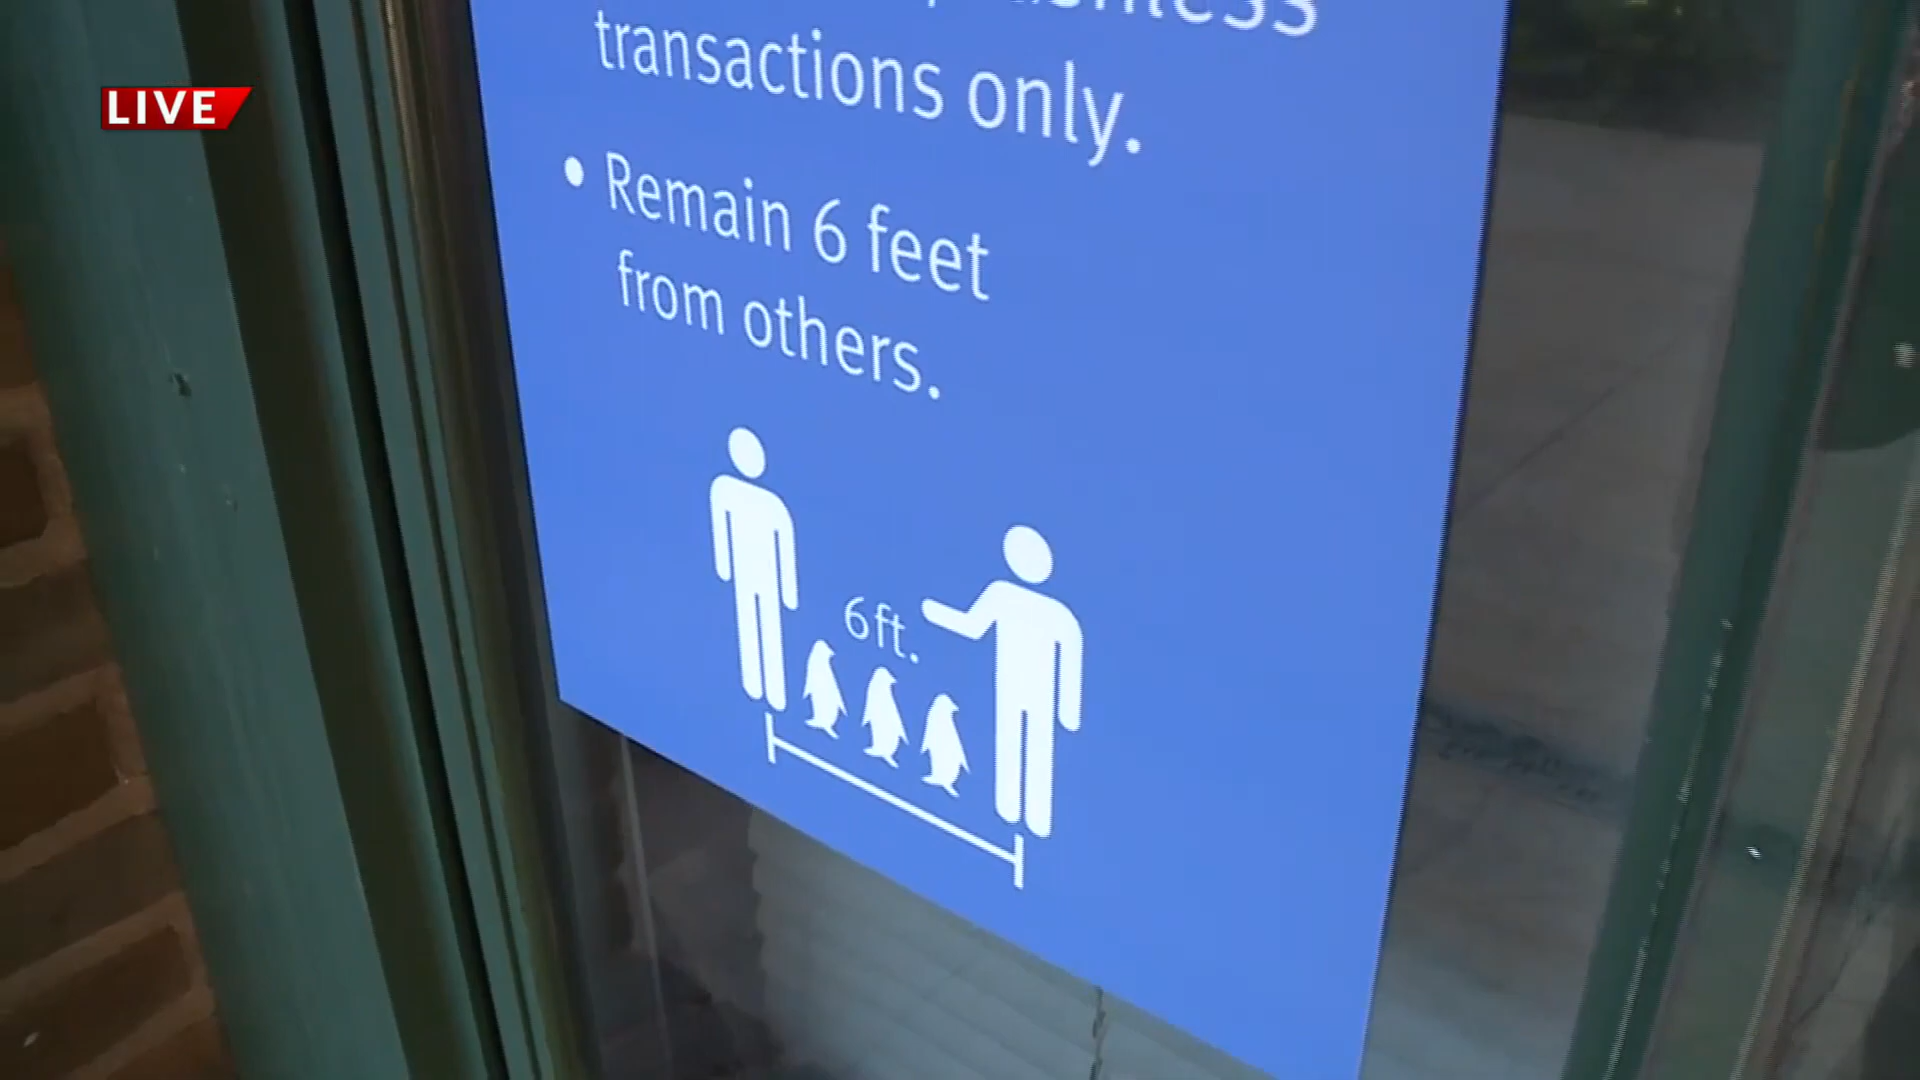 LIVE
transactions only.
• Remain 6 feet
from others.
6 ft.